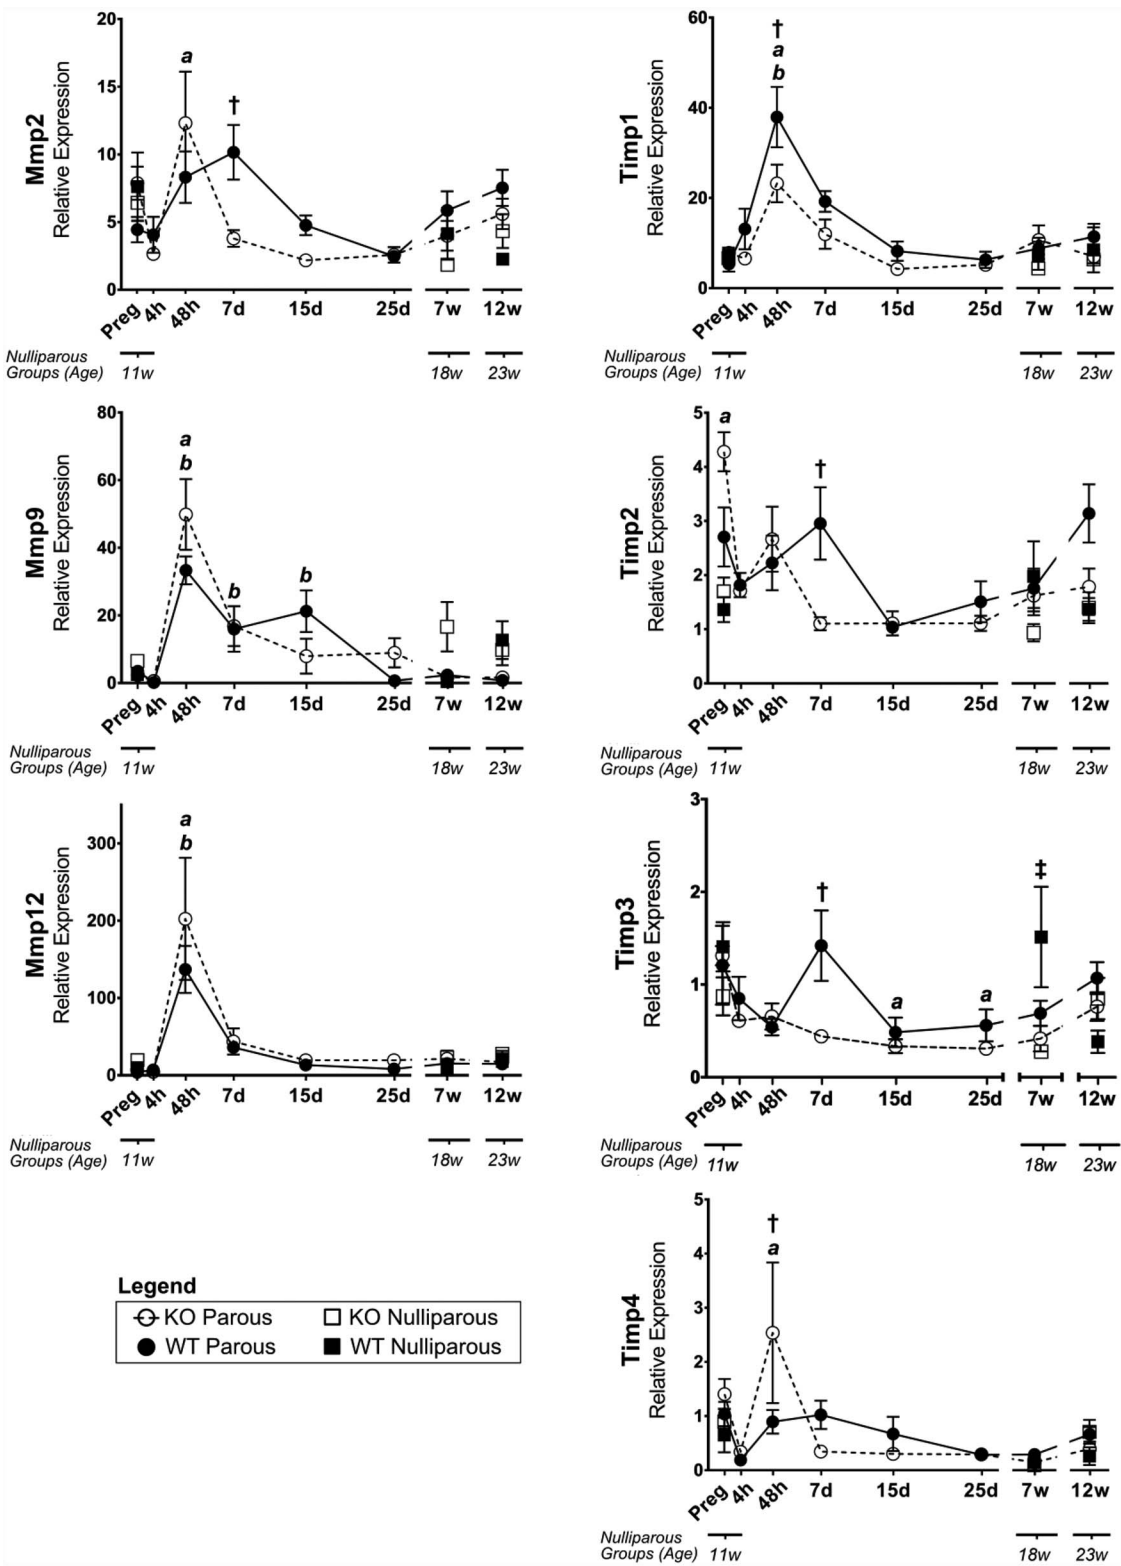 Mmp2
Relative Expression
20
15
10
5
0
a
†
Preg 4h 48h 7d 15d 25d 7w 12w
Nulliparous
Groups (Age) 11w 18w 23w
Timp1
Relative Expression
60
40
20
0
†
a
b
Preg 4h 48h 7d 15d 25d 7w 12w
Nulliparous
Groups (Age) 11w 18w 23w
Mmp9
Relative Expression
80
60
40
20
0
a
b
b
b
Preg 4h 48h 7d 15d 25d 7w 12w
Nulliparous
Groups (Age) 11w 18w 23w
Timp2
Relative Expression
5
4
3
2
1
0
a
†
Preg 4h 48h 7d 15d 25d 7w 12w
Nulliparous
Groups (Age) 11w 18w 23w
Mmp12
Relative Expression
300
200
100
0
a
b
Preg 4h 48h 7d 15d 25d 7w 12w
Nulliparous
Groups (Age) 11w 18w 23w
Timp3
Relative Expression
3
2
1
0
†
a
a
‡
Preg 4h 48h 7d 15d 25d 7w 12w
Nulliparous
Groups (Age) 11w 18w 23w
Legend
KO Parous KO Nulliparous
WT Parous WT Nulliparous
Timp4
Relative Expression
5
4
3
2
1
0
†
a
Preg 4h 48h 7d 15d 25d 7w 12w
Nulliparous
Groups (Age) 11w 18w 23w